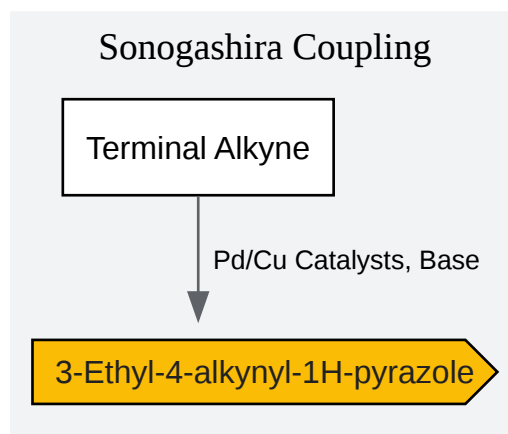 Sonogashira Coupling
Terminal Alkyne
Pd/Cu Catalysts, Base
3-Ethyl-4-alkynyl-1H-pyrazole